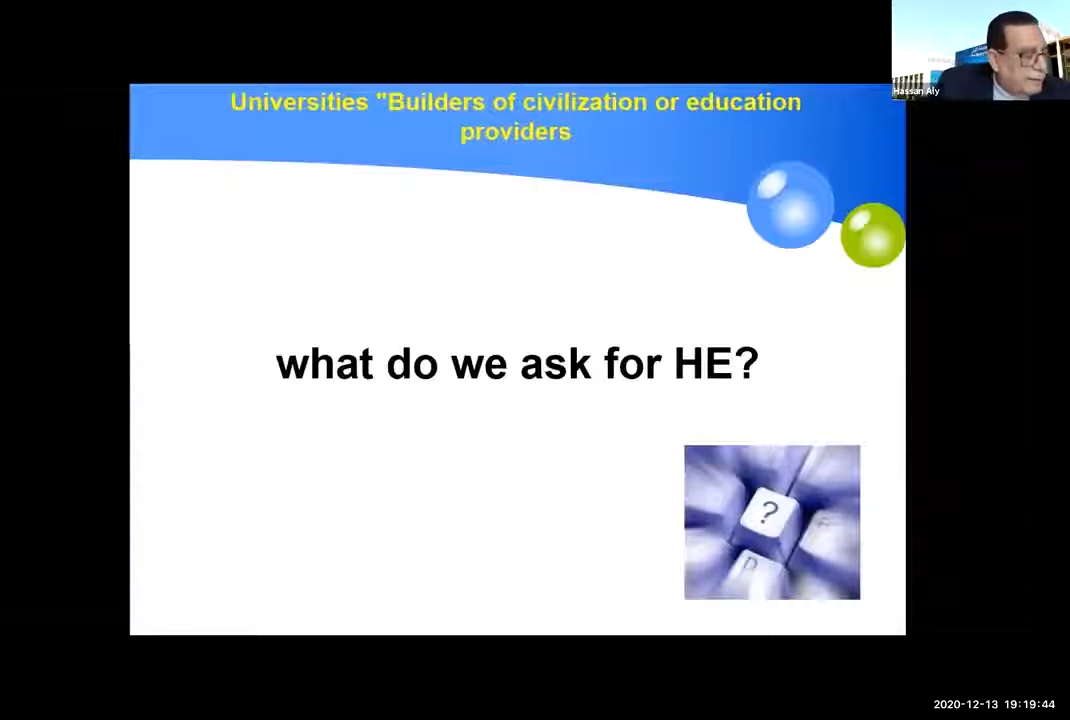 Universities "Builders of civilization or education
providers
Hassan Aly
what do we ask for HE?
?
D
2020-12-13 19:19:44